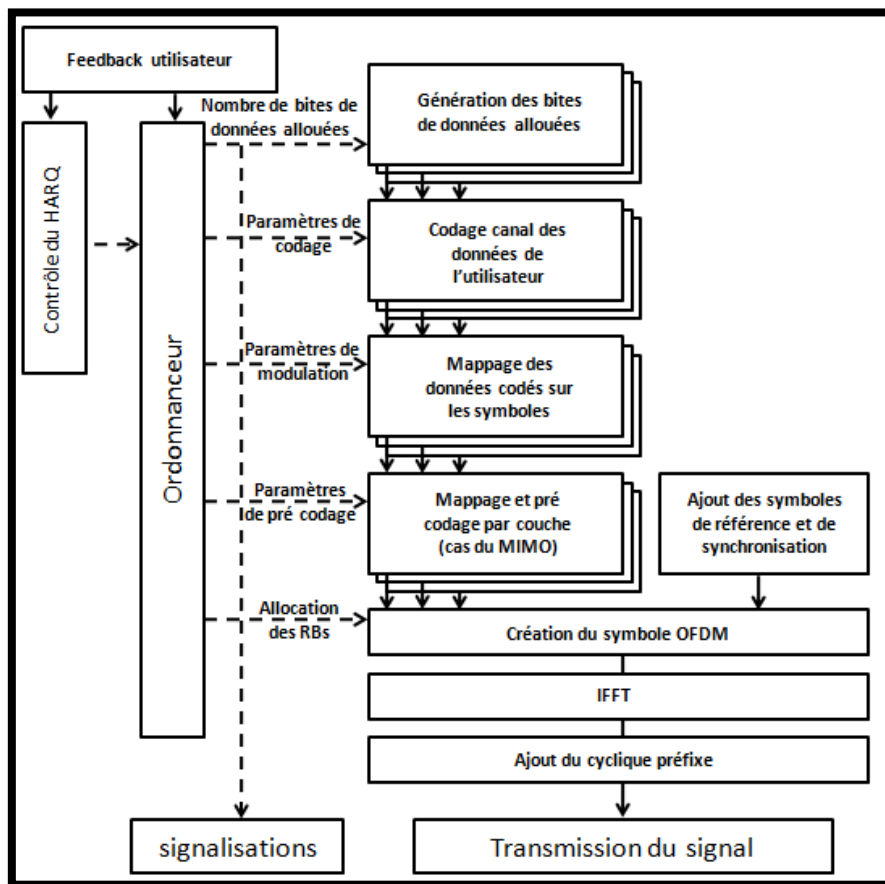 Feedback utilisateur
Nombre de bites de
données allouées
Génération des bites
de données allouées
Contrôle du HARQ
Ordonnanceur
Paramètres de
codage
Codage canal des
données de
l'utilisateur
Paramètres de
modulation
Mappage des
données codés sur
les symboles
Paramètres
de pré codage
Mappage et pré
codage par couche
(cas du MIMO)
Ajout des symboles
de référence et de
synchronisation
Allocation
des RBs
Création du symbole OFDM
IFFT
Ajout du cyclique préfixe
signalisations
Transmission du signal